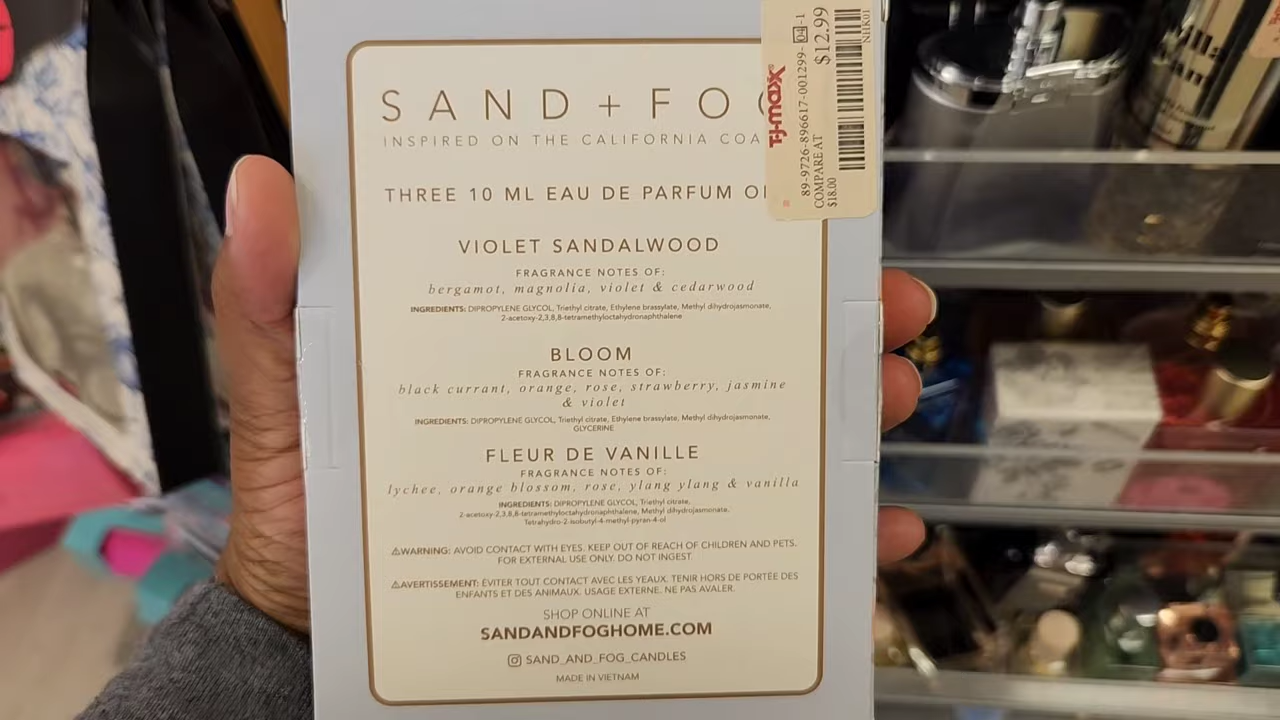 SAND + FO
INSPIRED ON THE CALIFORNIA COA
THREE 10 ML EAU DE PARFUM
VIOLET SANDALWOOD
FRAGRANCE NOTES OF:
bergamot, magnolia, violet & cedarwood
INGREDIENTS: DIPROPYLENE GLYCOL, Triethyl citrate, Ethylene brassylate, Methyl dihydrojasmonate,
2-acetoxy-2,3,8,8-tetramethyloctahydronaphthalene
BLOOM
FRAGRANCE NOTES OF:
black currant, orange, rose, strawberry, jasmine
& violet
INGREDIENTS: DIPROPYLENE GLYCOL, Triethyl citrate, Ethylene brassylate, Methyl dihydrojasmonate,
GLYCERINE
FLEUR DE VANILLE
FRAGRANCE NOTES OF:
lychee, orange blossom, rose, ylang ylang & vanilla
INGREDIENTS: DIPROPYLENE GLYCOL, Triethyl citrate,
2-acetoxy-2,3,8,8-tetramethyloctahydronaphthalene, Methyl dihydrojasmonate,
Tetrahydro-2-isobutyl-4-methyl-pyran-4-ol
⚠WARNING: AVOID CONTACT WITH EYES. KEEP OUT OF REACH OF CHILDREN AND PETS.
FOR EXTERNAL USE ONLY. DO NOT INGEST.
⚠AVERTISSEMENT: ÉVITER TOUT CONTACT AVEC LES YEAUX. TENIR HORS DE PORTÉE DES
ENFANTS ET DES ANIMAUX. USAGE EXTERNE. NE PAS AVALER.
SHOP ONLINE AT
SANDANDFOGHOME.COM
SAND_AND_FOG_CANDLES
MADE IN VIETNAM
T·J·maxx
89-9726-896617-001299-04-1
COMPARE AT
$18.00
$12.99
NHK01